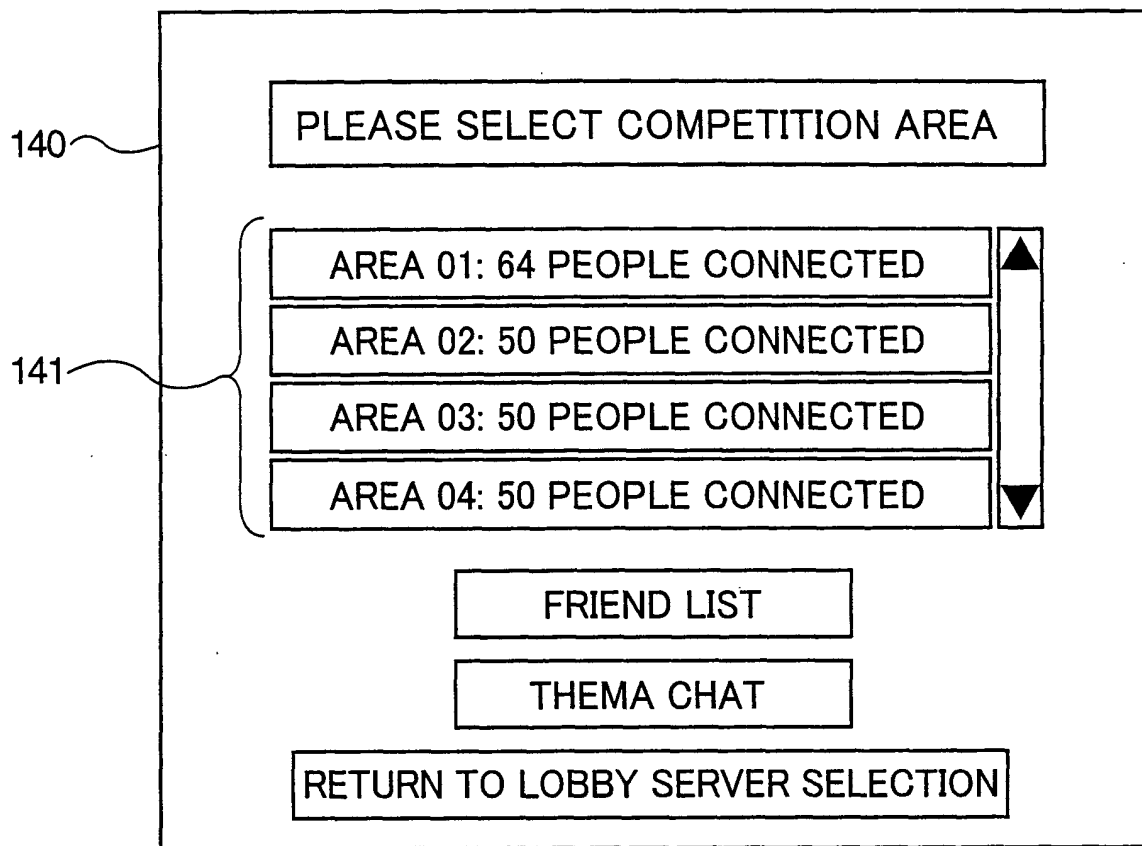 PLEASE SELECT COMPETITION AREA
140
AREA 01: 64 PEOPLE CONNECTED
AREA 02: 50 PEOPLE CONNECTED
141
AREA 03: 50 PEOPLE CONNECTED
AREA 04: 50 PEOPLE CONNECTED
FRIEND LIST
THEMA CHAT
RETURN TO LOBBY SERVER SELECTION